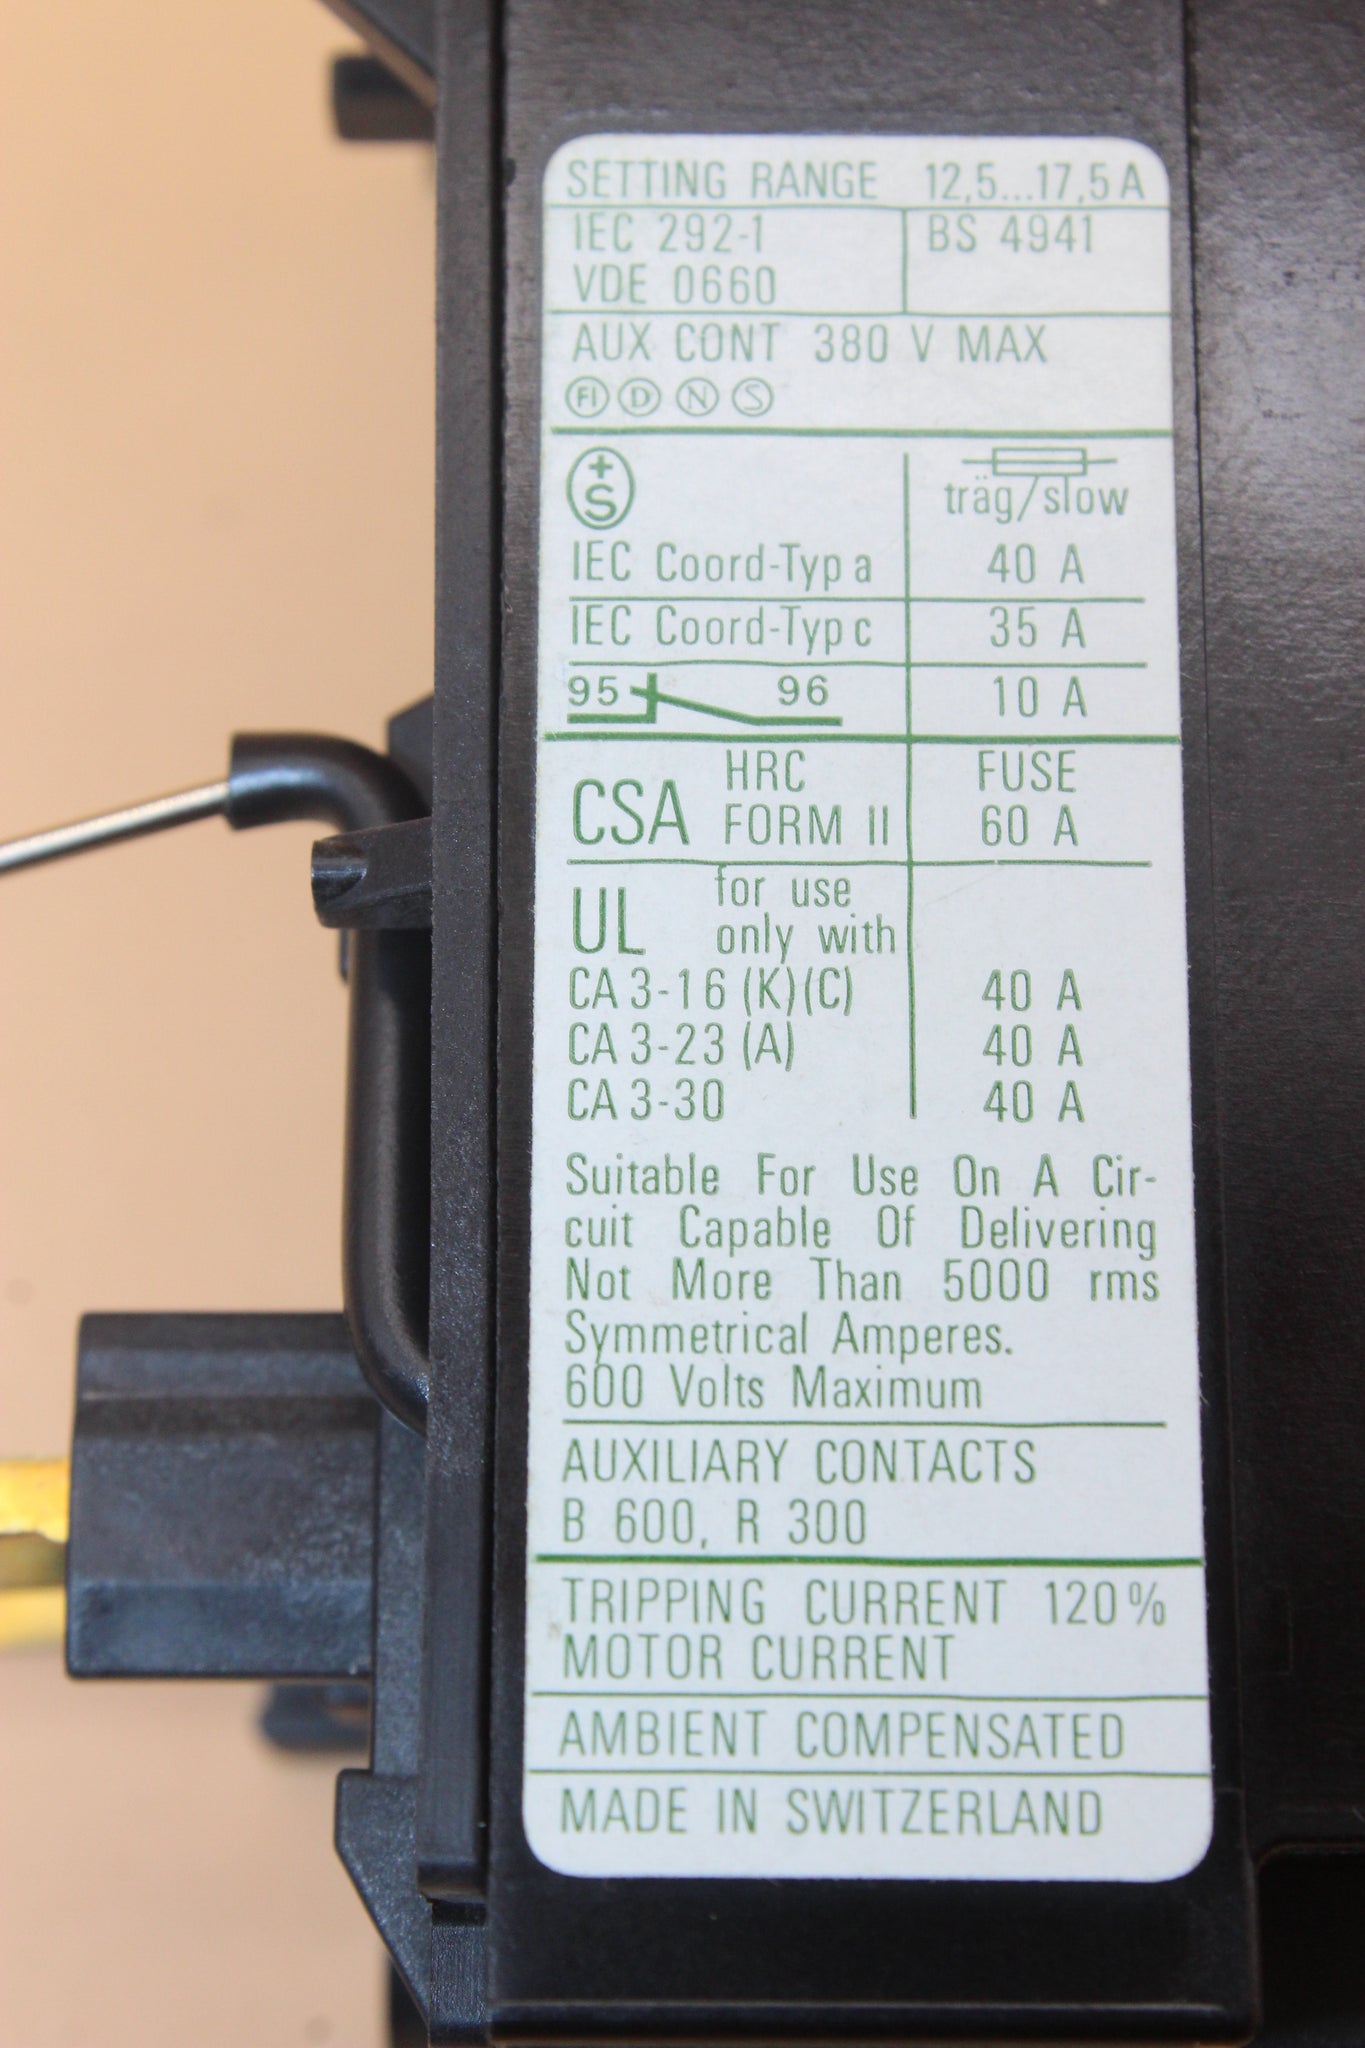 SETTING RANGE 12,5...17,5 A
IEC 292-1 BS 4941
VDE 0660
AUX CONT 380 V MAX
FI D N S
+S
träg/slow
IEC Coord-Typ a 40 A
IEC Coord-Typ c 35 A
95 96 10 A
CSA HRC FORM II FUSE 60 A
UL for use only with
CA 3-16 (K)(C) 40 A
CA 3-23 (A) 40 A
CA 3-30 40 A
Suitable For Use On A Cir-
cuit Capable Of Delivering
Not More Than 5000 rms
Symmetrical Amperes.
600 Volts Maximum
AUXILIARY CONTACTS
B 600, R 300
TRIPPING CURRENT 120%
MOTOR CURRENT
AMBIENT COMPENSATED
MADE IN SWITZERLAND